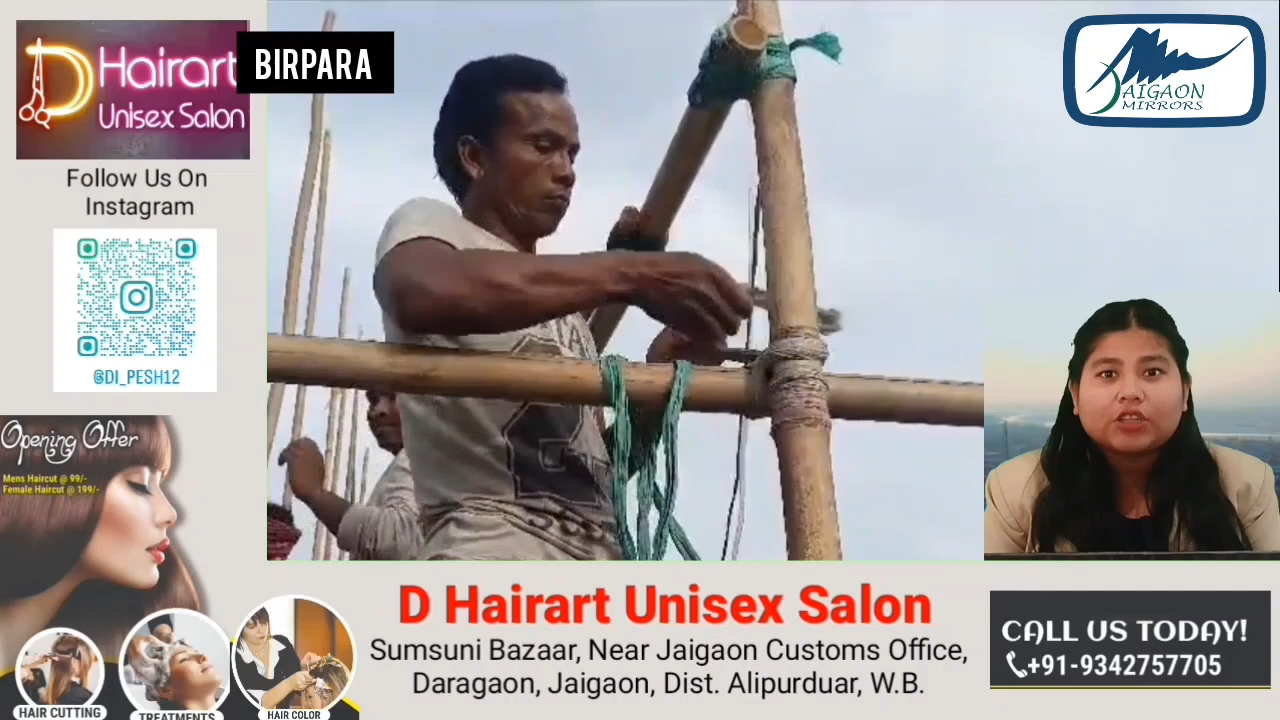 D Hairart
Unisex Salon
BIRPARA
JAIGAON
MIRRORS
Follow Us On
Instagram
@DI_PESH12
Opening Offer
Mens Haircut @ 99/-
Female Haircut @ 199/-
HAIR CUTTING
TREATMENTS
HAIR COLOR
D Hairart Unisex Salon
Sumsuni Bazaar, Near Jaigaon Customs Office,
Daragaon, Jaigaon, Dist. Alipurduar, W.B.
CALL US TODAY!
+91-9342757705